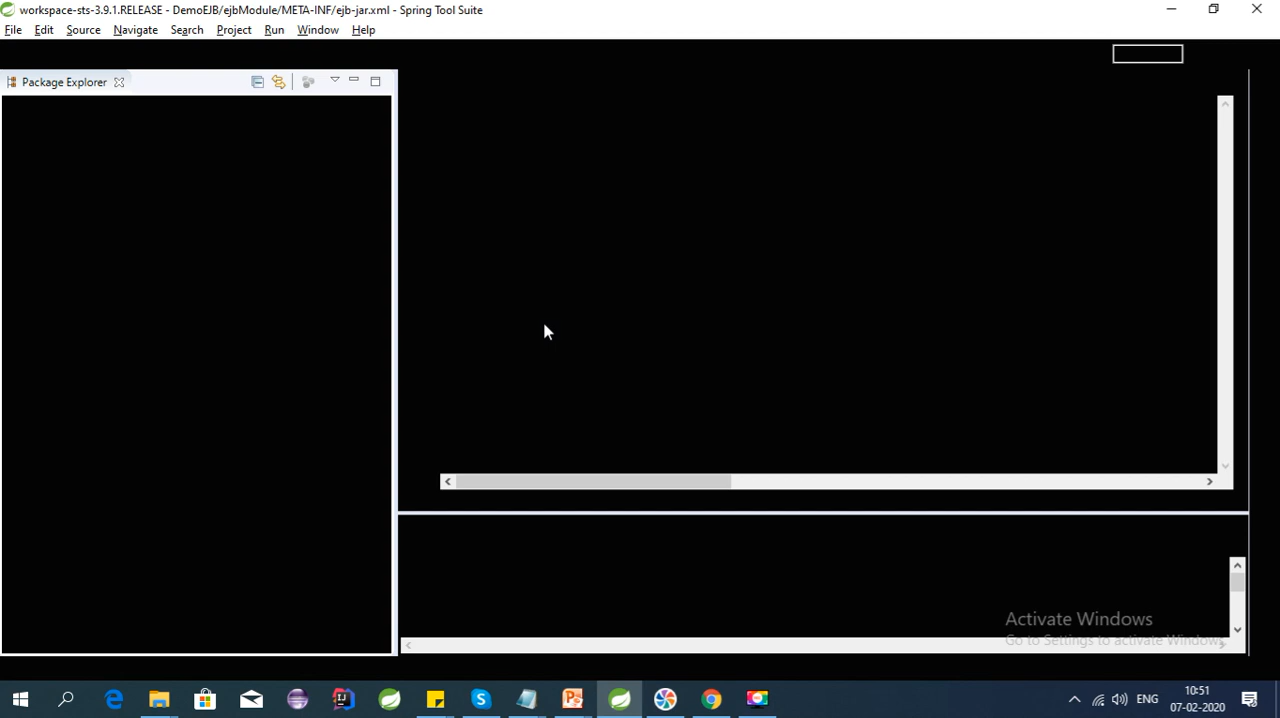 workspace-sts-3.9.1.RELEASE - DemoEJB/ejbModule/META-INF/ejb-jar.xml - Spring Tool Suite
File Edit Source Navigate Search Project Run Window Help
Package Explorer
Activate Windows
Go to Settings to activate Windows.
ENG
10:51
07-02-2020